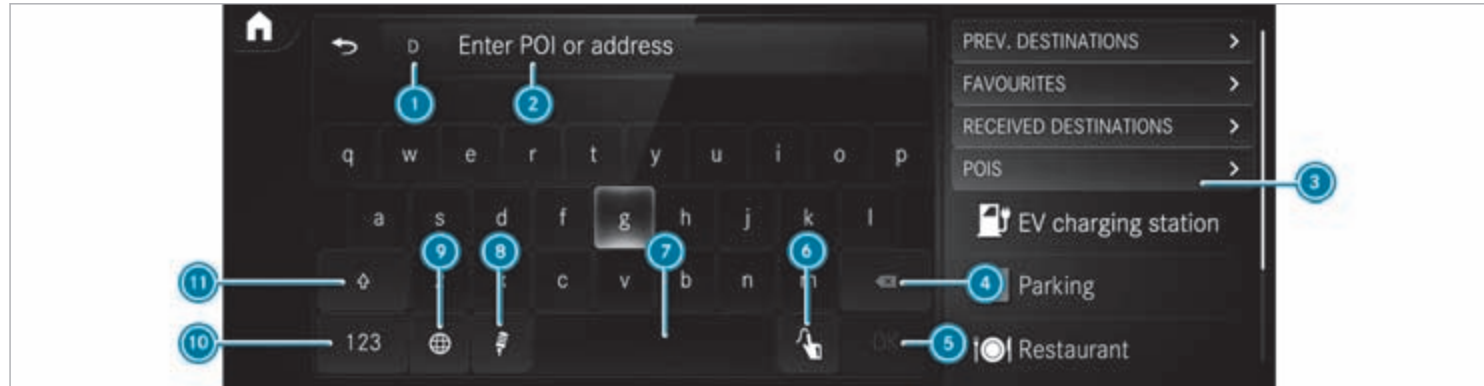 D Enter POI or address
1 2
q w e r t y u i o p
a s d f g h j k l
9 8 7 6
11 c v b n m 4
10 123 OK 5
PREV. DESTINATIONS >
FAVOURITES >
RECEIVED DESTINATIONS >
POIS >
3
EV charging station
Parking
Restaurant